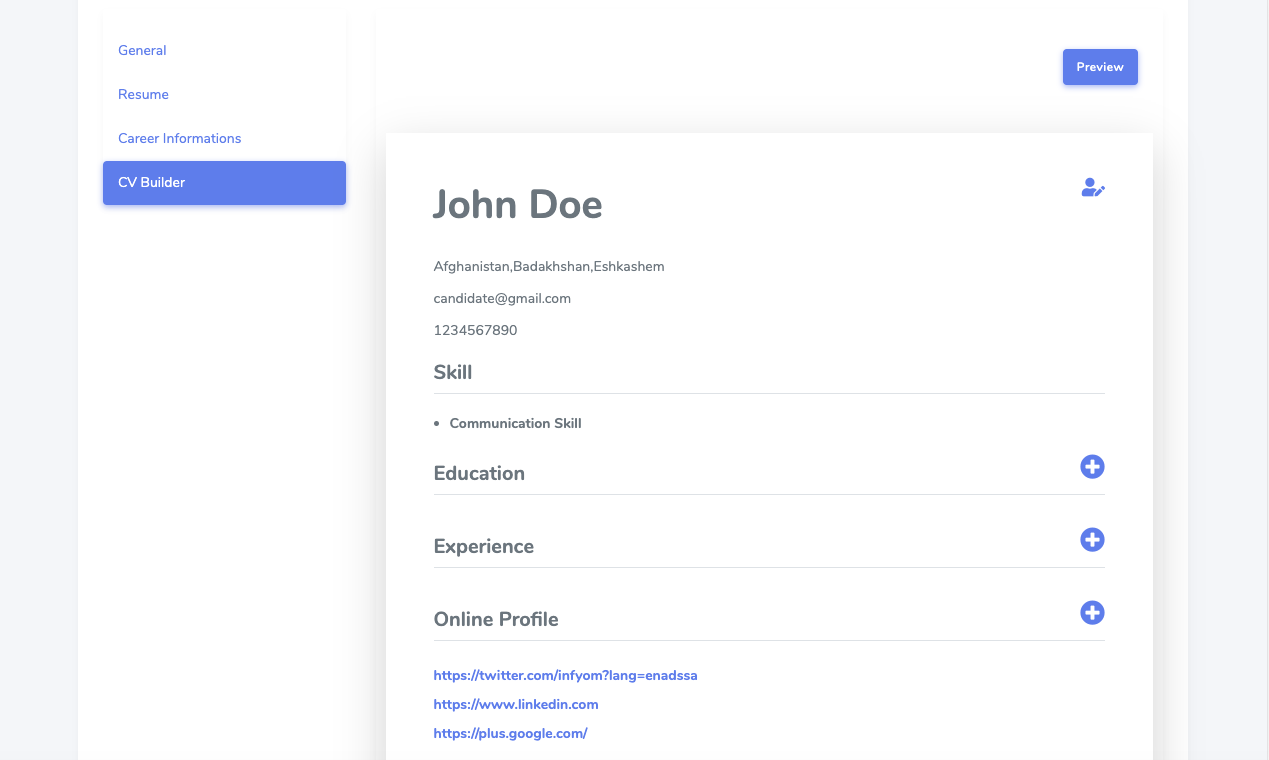 General
Resume
Career Informations
CV Builder
Preview
John Doe
Afghanistan,Badakhshan,Eshkashem
candidate@gmail.com
1234567890
Skill
• Communication Skill
Education
Experience
Online Profile
https://twitter.com/infyom?lang=enadssa
https://www.linkedin.com
https://plus.google.com/